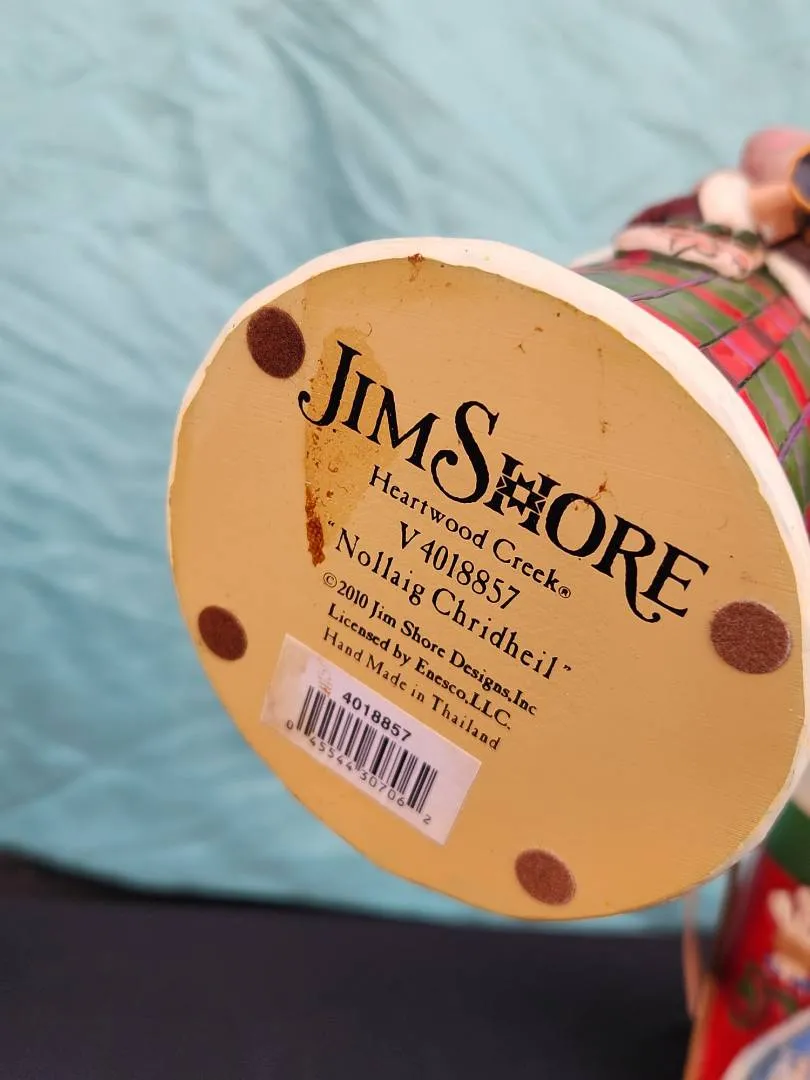 JIM SHORE
Heartwood Creek®
V 4018857
"Nollaig Chridheil"
©2010 Jim Shore Designs,Inc
Licensed by Enesco,LLC.
Hand Made in Thailand
4018857
0 45544 30706 2